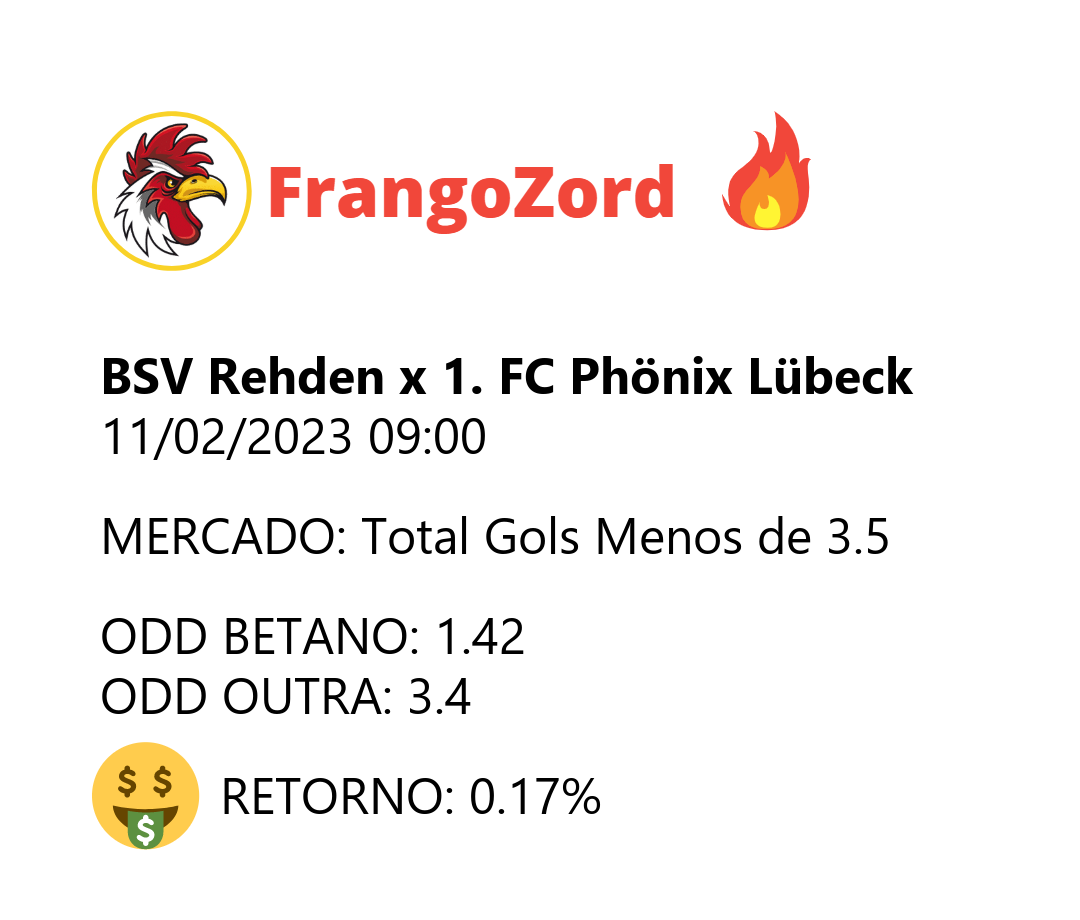 FrangoZord
BSV Rehden x 1. FC Phönix Lübeck
11/02/2023 09:00
MERCADO: Total Gols Menos de 3.5
ODD BETANO: 1.42
ODD OUTRA: 3.4
RETORNO: 0.17%